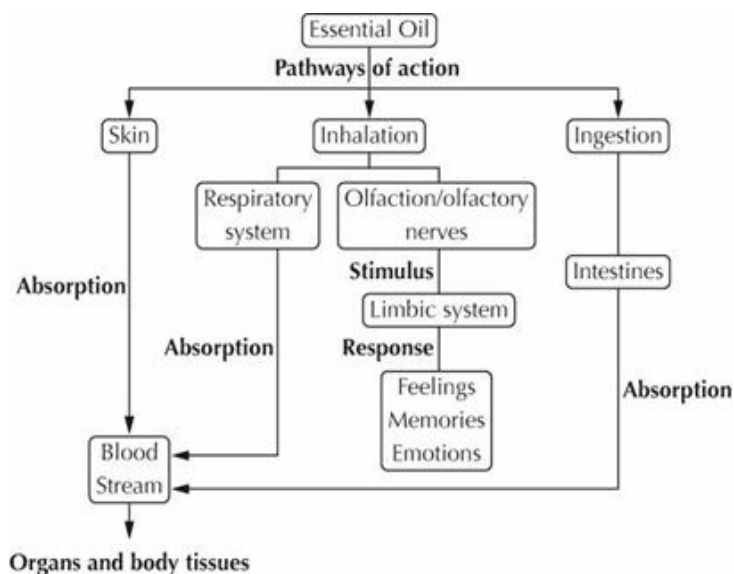 Essential Oil
Pathways of action
Skin
Inhalation
Ingestion
Respiratory
system
Olfaction/olfactory
nerves
Absorption
Stimulus
Intestines
Limbic system
Absorption
Response
Feelings
Memories
Emotions
Absorption
Blood
Stream
Organs and body tissues